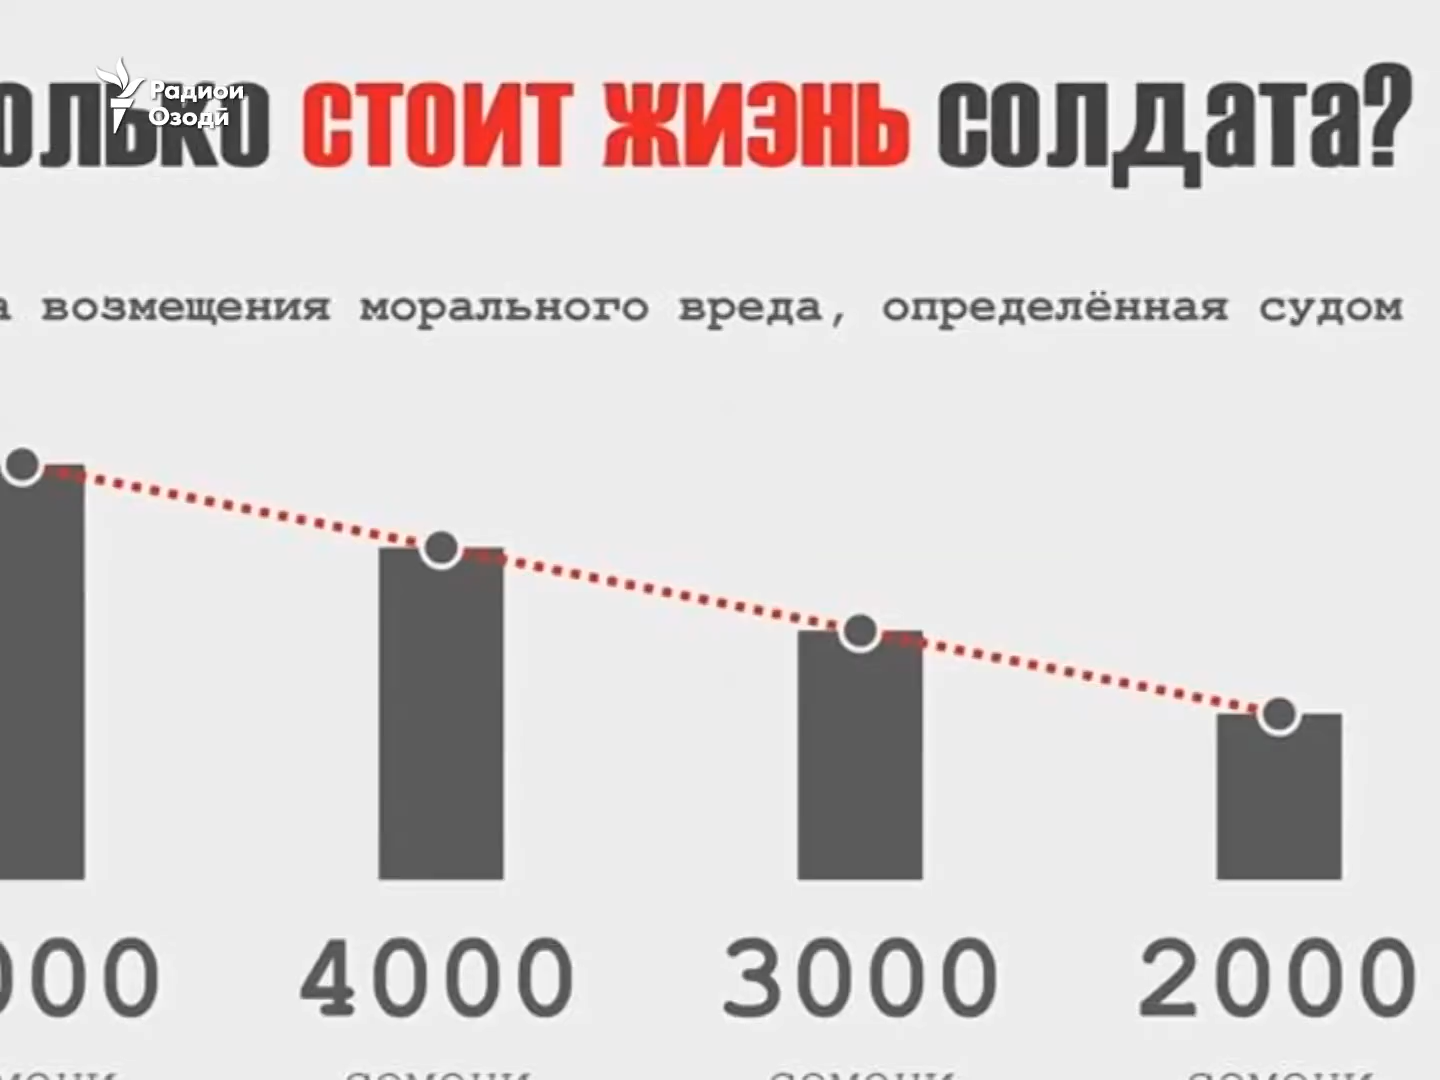 Радиои
Озоди
олько стоит жизнь солдата?
а возмещения морального вреда, определённая судом
000 4000 3000 2000